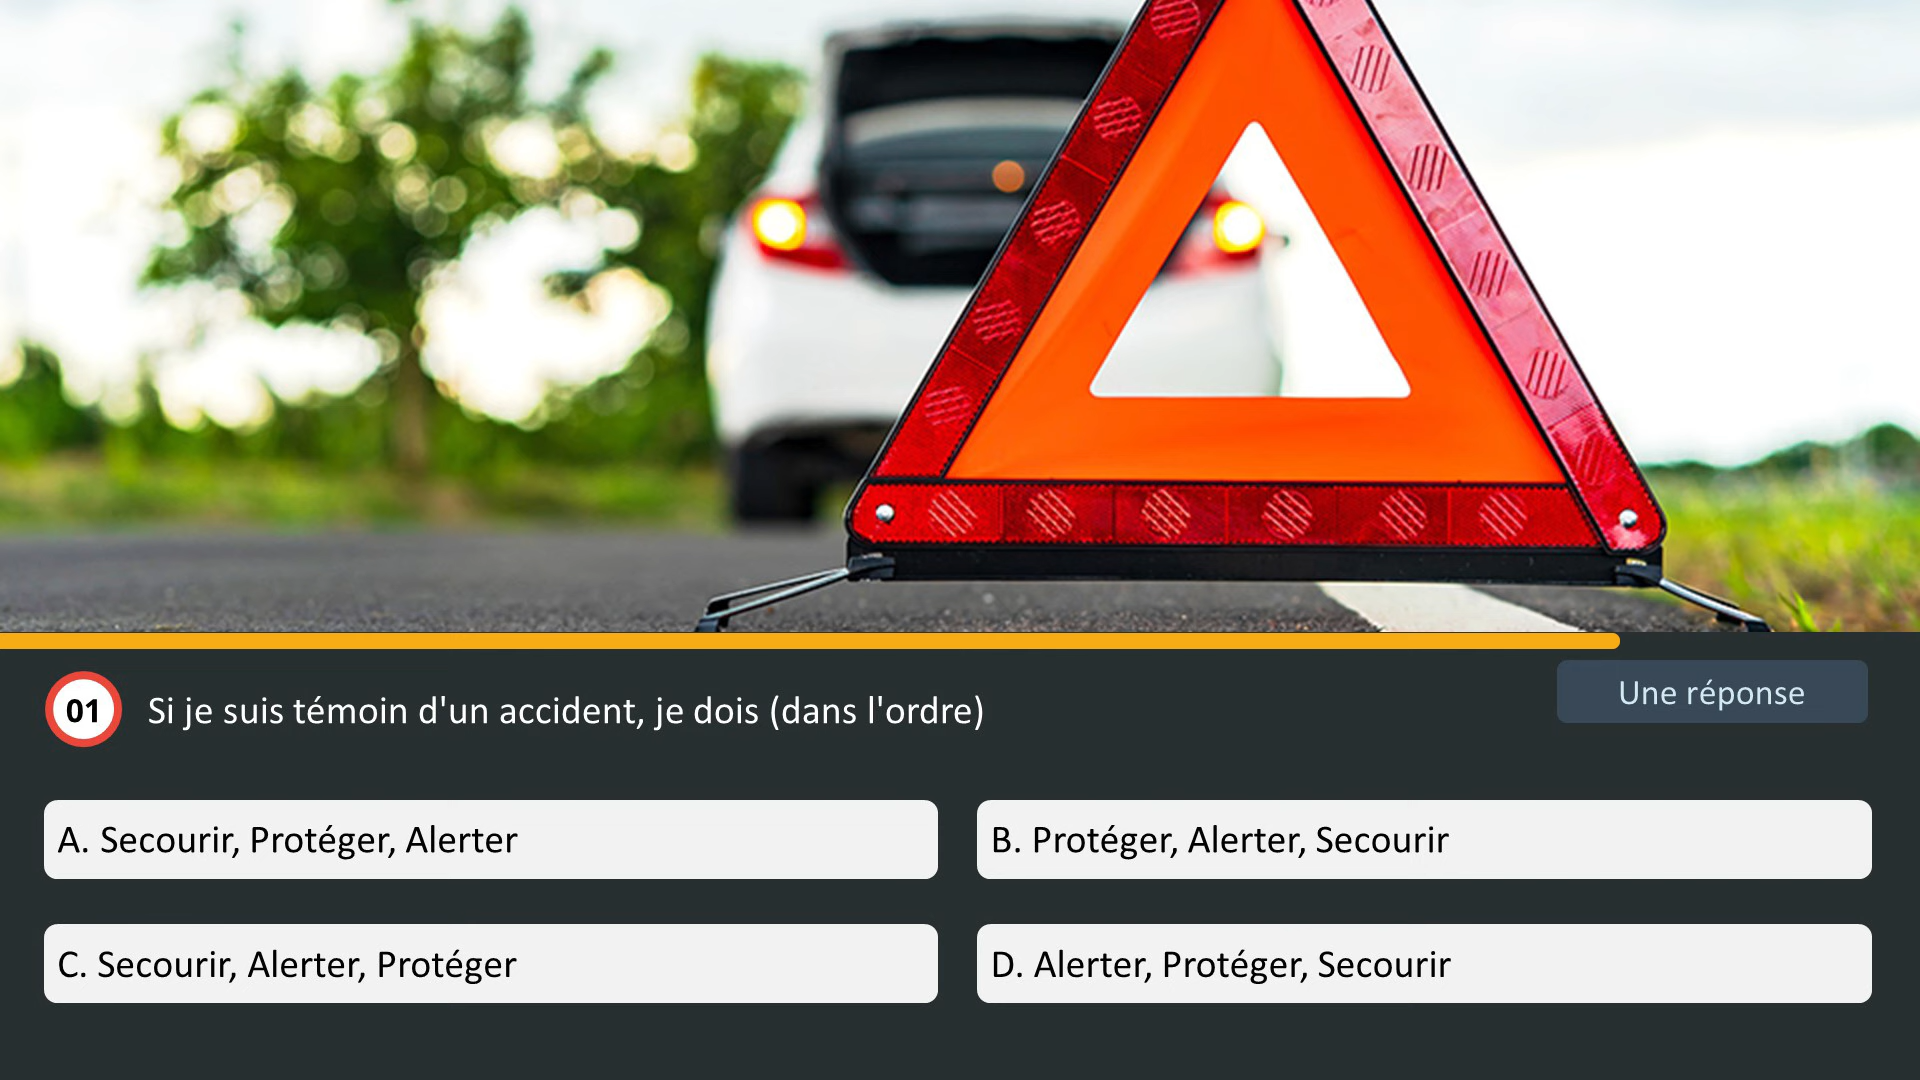 01 Si je suis témoin d'un accident, je dois (dans l'ordre)
Une réponse
A. Secourir, Protéger, Alerter
B. Protéger, Alerter, Secourir
C. Secourir, Alerter, Protéger
D. Alerter, Protéger, Secourir